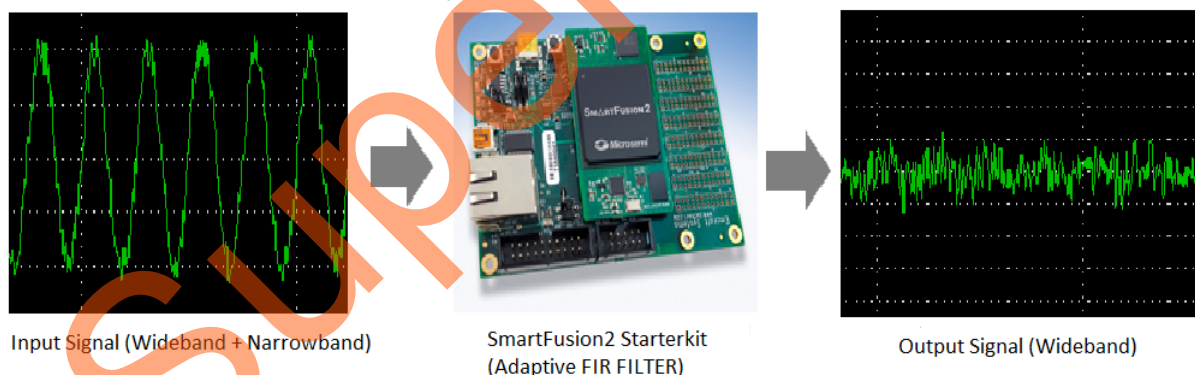 SMARTFUSION2
Microsemi
Input Signal (Wideband + Narrowband)
SmartFusion2 Starterkit
(Adaptive FIR FILTER)
Output Signal (Wideband)